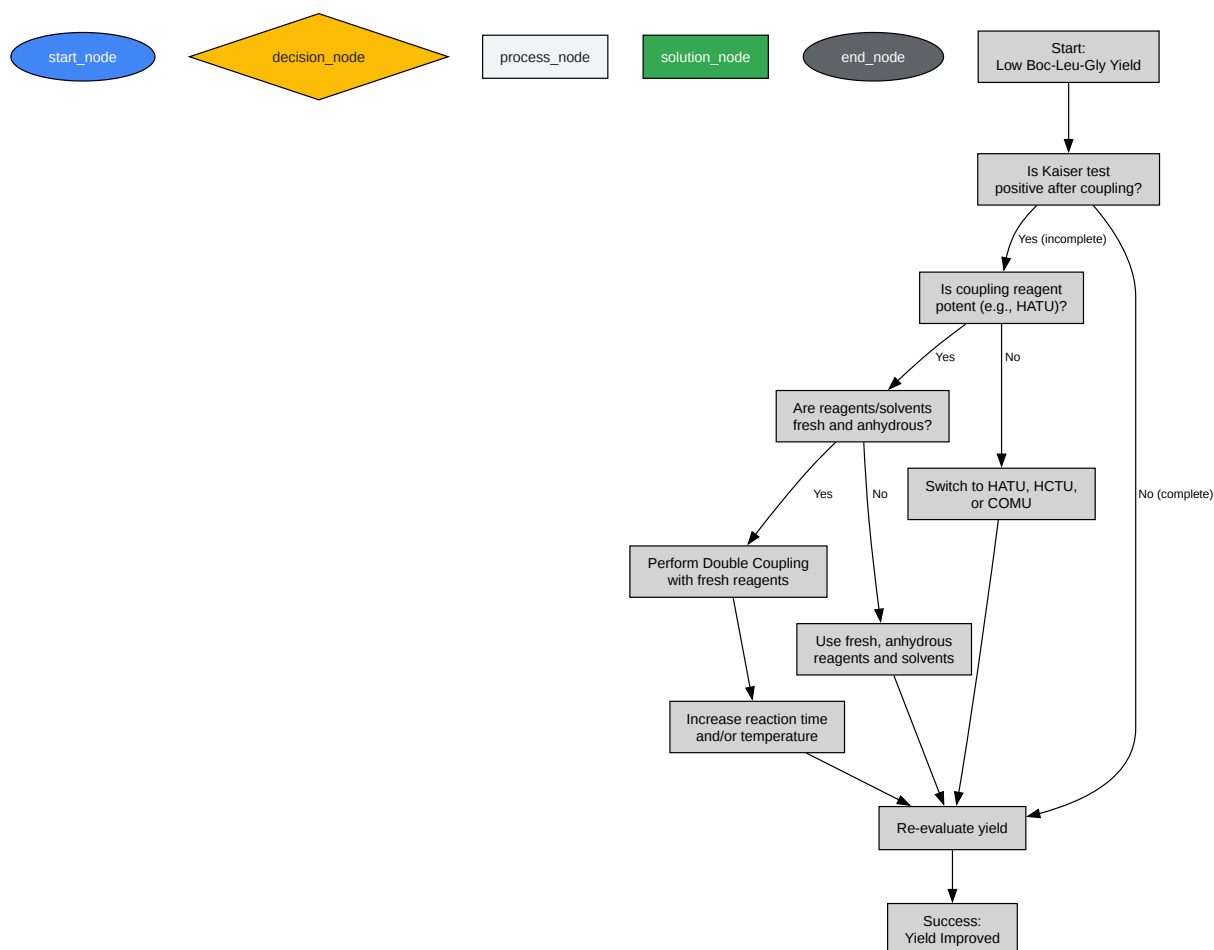 start_node
decision_node
process_node
solution_node
end_node
Start:
Low Boc-Leu-Gly Yield
Is Kaiser test
positive after coupling?
Yes (incomplete)
No (complete)
Is coupling reagent
potent (e.g., HATU)?
Yes
No
Are reagents/solvents
fresh and anhydrous?
Yes
No
Switch to HATU, HCTU,
or COMU
Perform Double Coupling
with fresh reagents
Use fresh, anhydrous
reagents and solvents
Increase reaction time
and/or temperature
Re-evaluate yield
Success:
Yield Improved